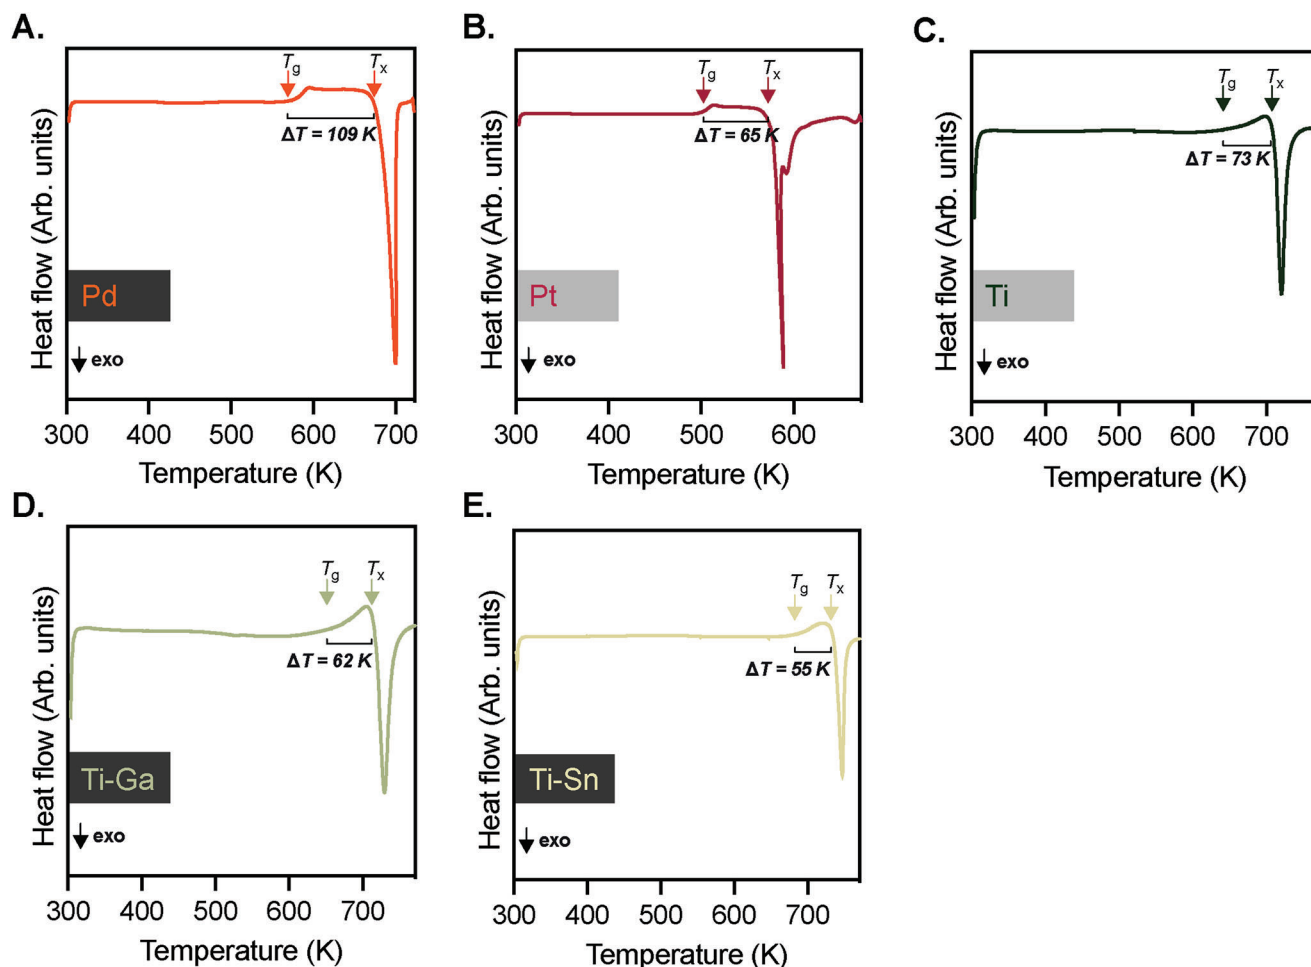 A.
Tg Tx
ΔT = 109 K
Pd
exo
Heat flow (Arb. units)
300 400 500 600 700
Temperature (K)
B.
Tg Tx
ΔT = 65 K
Pt
exo
Heat flow (Arb. units)
300 400 500 600
Temperature (K)
C.
Tg Tx
ΔT = 73 K
Ti
exo
Heat flow (Arb. units)
300 400 500 600 700
Temperature (K)
D.
Tg Tx
ΔT = 62 K
Ti-Ga
exo
Heat flow (Arb. units)
300 400 500 600 700
Temperature (K)
E.
Tg Tx
ΔT = 55 K
Ti-Sn
exo
Heat flow (Arb. units)
300 400 500 600 700
Temperature (K)